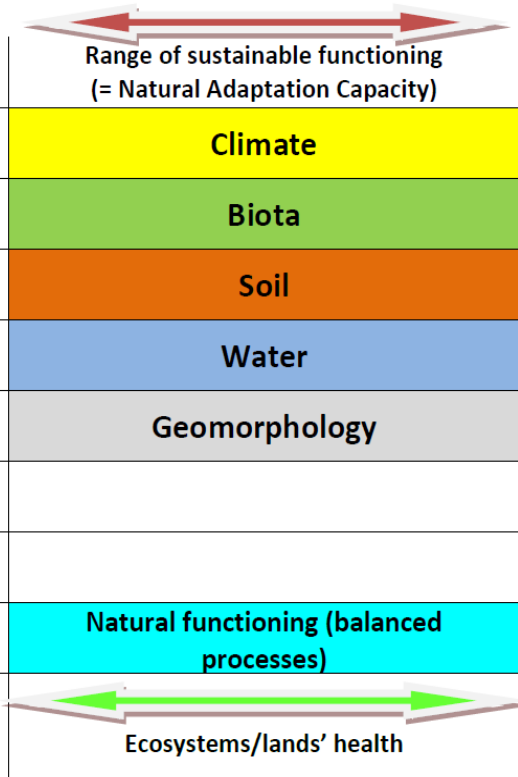 Range of sustainable functioning
(= Natural Adaptation Capacity)
Climate
Biota
Soil
Water
Geomorphology
Natural functioning (balanced
processes)
Ecosystems/lands’ health